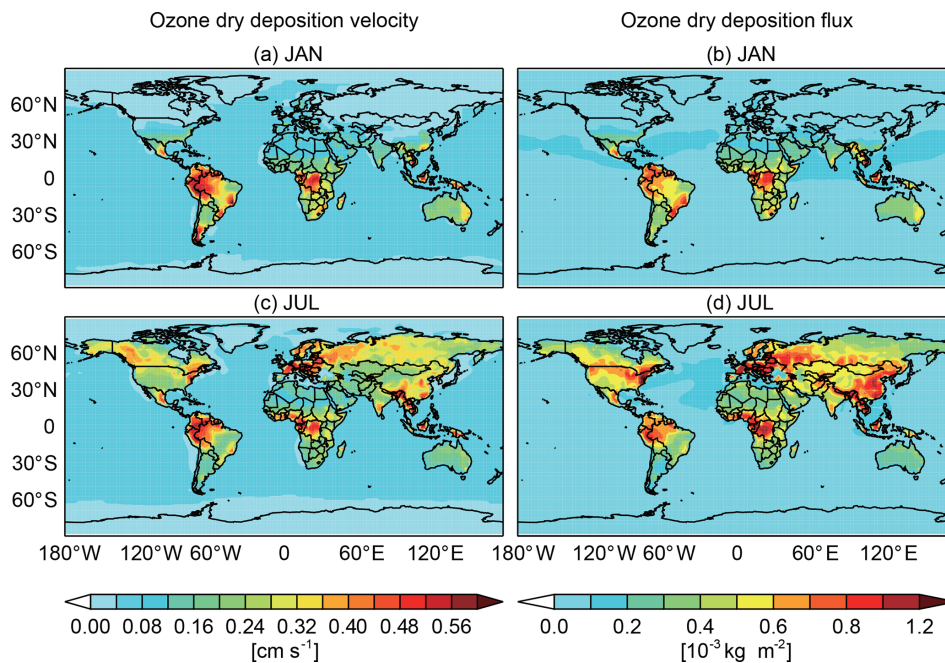 Ozone dry deposition velocity Ozone dry deposition flux
(a) JAN (b) JAN
60°N
30°N
0
30°S
60°S
(c) JUL (d) JUL
60°N
30°N
0
30°S
60°S
180°W 120°W 60°W 0 60°E 120°E 180°W 120°W 60°W 0 60°E 120°E
0.00 0.08 0.16 0.24 0.32 0.40 0.48 0.56 0.0 0.2 0.4 0.6 0.8 1.2
[cm s⁻¹] [10⁻³ kg m⁻²]